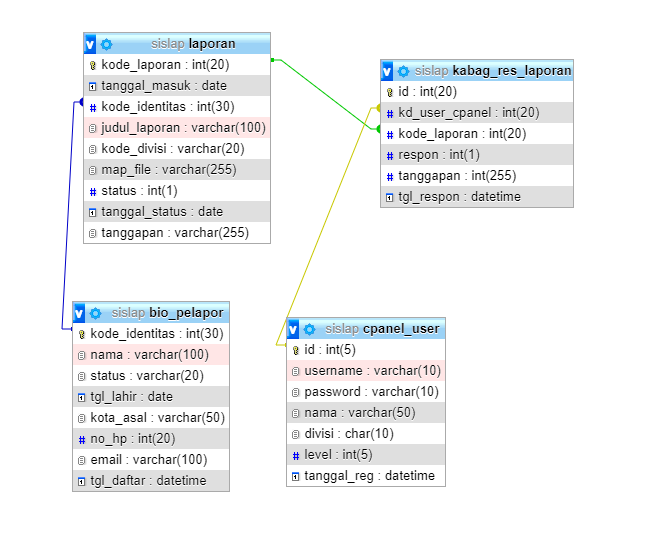 sislap laporan
kode_laporan : int(20)
tanggal_masuk : date
kode_identitas : int(30)
judul_laporan : varchar(100)
kode_divisi : varchar(20)
map_file : varchar(255)
status : int(1)
tanggal_status : date
tanggapan : varchar(255)
sislap kabag_res_laporan
id : int(20)
kd_user_cpanel : int(20)
kode_laporan : int(20)
respon : int(1)
tanggapan : int(255)
tgl_respon : datetime
sislap bio_pelapor
kode_identitas : int(30)
nama : varchar(100)
status : varchar(20)
tgl_lahir : date
kota_asal : varchar(50)
no_hp : int(20)
email : varchar(100)
tgl_daftar : datetime
sislap cpanel_user
id : int(5)
username : varchar(10)
password : varchar(10)
nama : varchar(50)
divisi : char(10)
level : int(5)
tanggal_reg : datetime